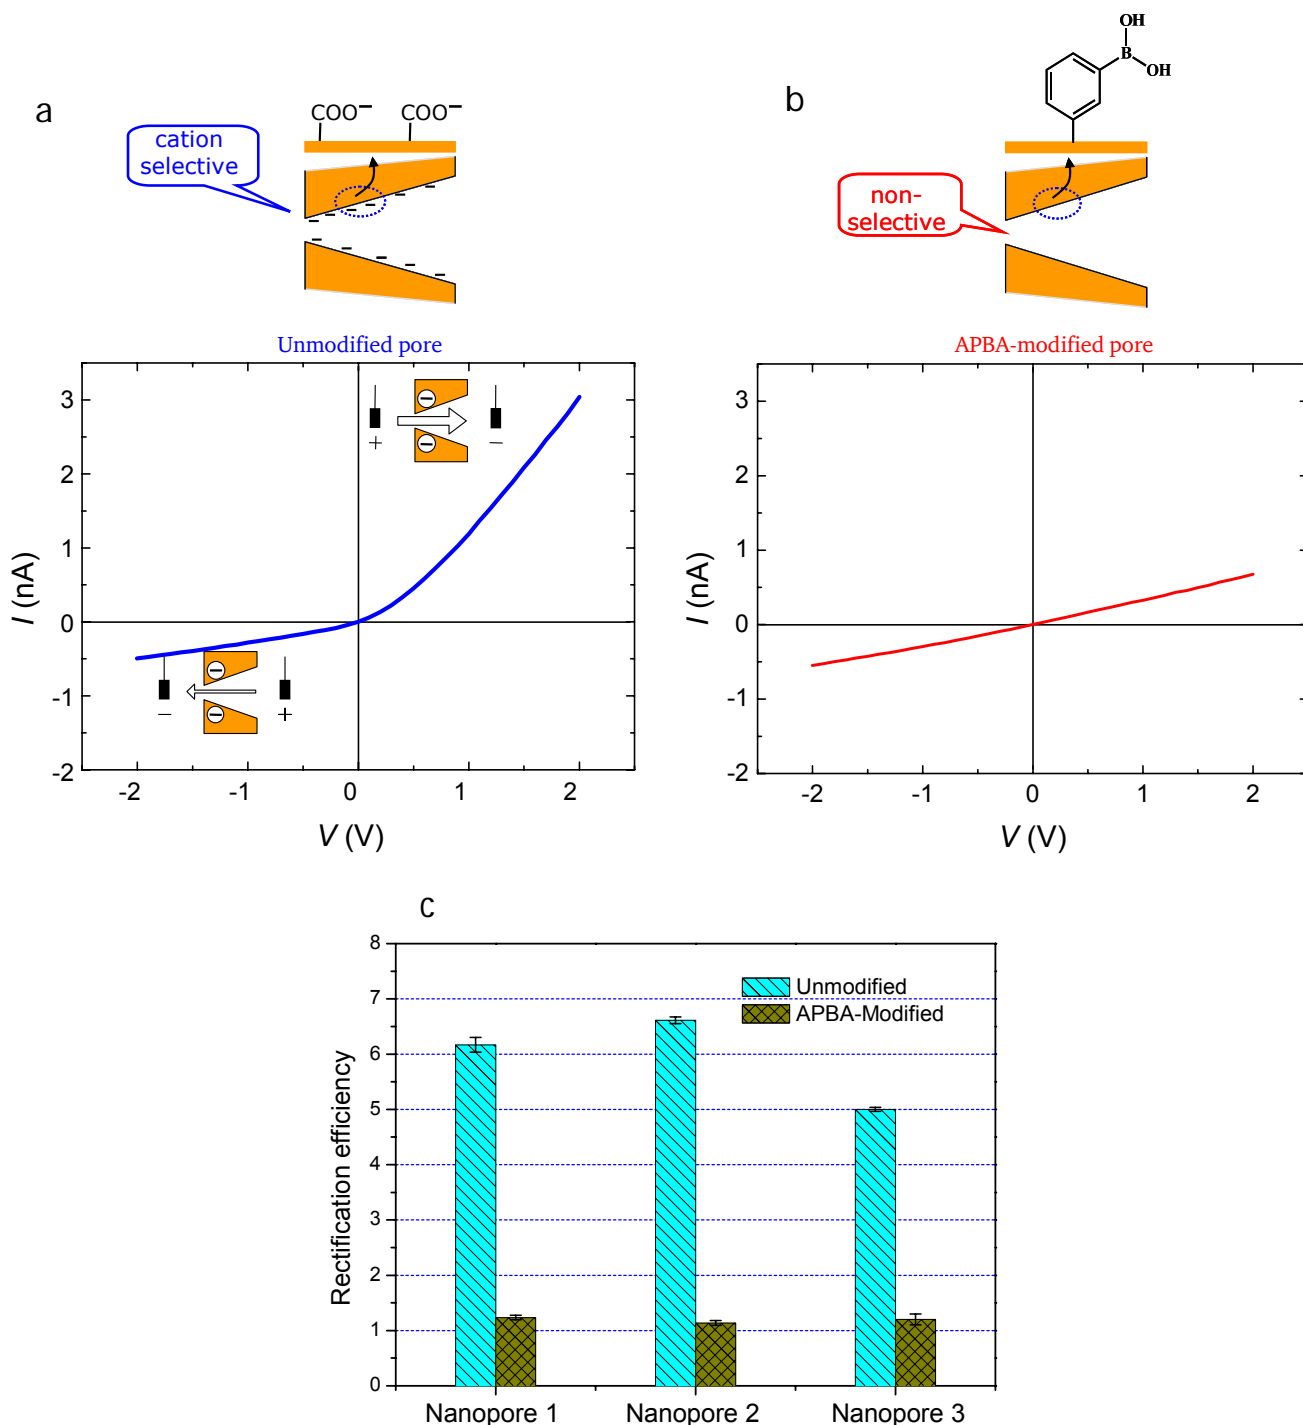 a
COO−
COO−
cation
selective
Unmodified pore
3
2
1
0
-1
-2
I (nA)
+
−
−
+
-2
-1
0
1
2
V (V)
b
OH
B
OH
non-
selective
APBA-modified pore
3
2
1
0
-1
-2
I (nA)
-2
-1
0
1
2
V (V)
c
8
7
6
5
4
3
2
1
0
Rectification efficiency
Unmodified
APBA-Modified
Nanopore 1
Nanopore 2
Nanopore 3